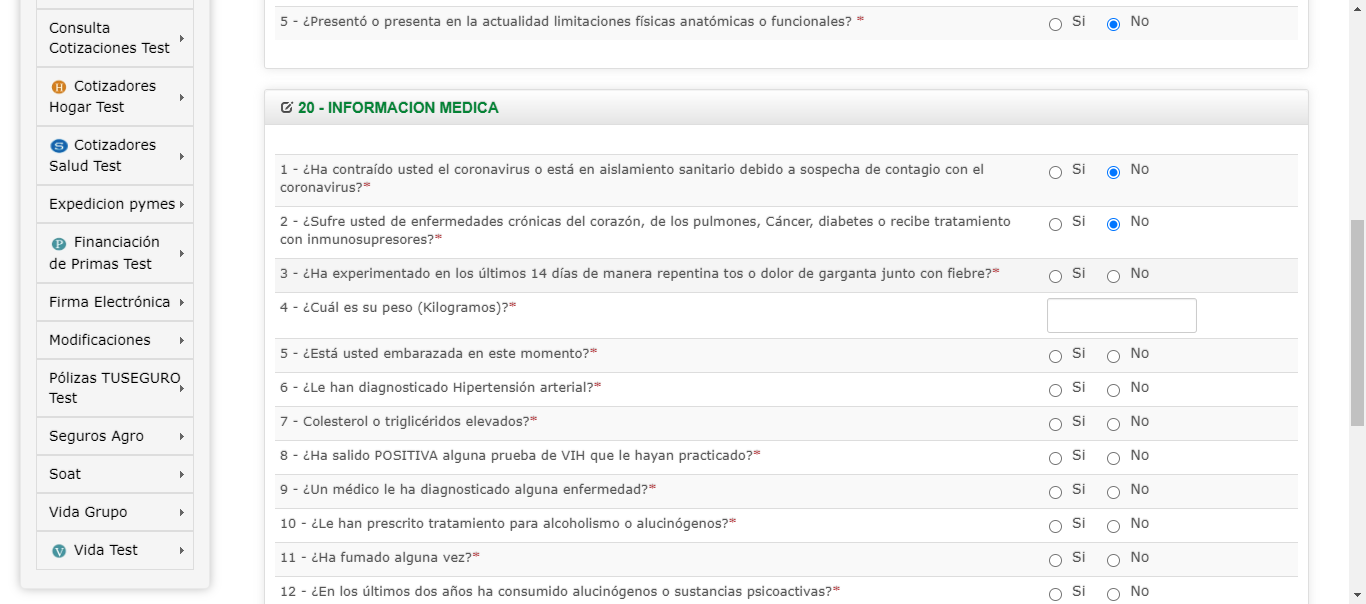 Consulta
Cotizaciones Test
H Cotizadores
Hogar Test
S Cotizadores
Salud Test
Expedicion pymes
P Financiación
de Primas Test
Firma Electrónica
Modificaciones
Pólizas TUSEGURO
Test
Seguros Agro
Soat
Vida Grupo
V Vida Test
5 - ¿Presentó o presenta en la actualidad limitaciones físicas anatómicas o funcionales? * Si No
20 - INFORMACION MEDICA
1 - ¿Ha contraído usted el coronavirus o está en aislamiento sanitario debido a sospecha de contagio con el Si No
coronavirus?*
2 - ¿Sufre usted de enfermedades crónicas del corazón, de los pulmones, Cáncer, diabetes o recibe tratamiento Si No
con inmunosupresores?*
3 - ¿Ha experimentado en los últimos 14 días de manera repentina tos o dolor de garganta junto con fiebre?* Si No
4 - ¿Cuál es su peso (Kilogramos)?*
5 - ¿Está usted embarazada en este momento?* Si No
6 - ¿Le han diagnosticado Hipertensión arterial?* Si No
7 - Colesterol o triglicéridos elevados?* Si No
8 - ¿Ha salido POSITIVA alguna prueba de VIH que le hayan practicado?* Si No
9 - ¿Un médico le ha diagnosticado alguna enfermedad?* Si No
10 - ¿Le han prescrito tratamiento para alcoholismo o alucinógenos?* Si No
11 - ¿Ha fumado alguna vez?* Si No
12 - ¿En los últimos dos años ha consumido alucinógenos o sustancias psicoactivas?* Si No